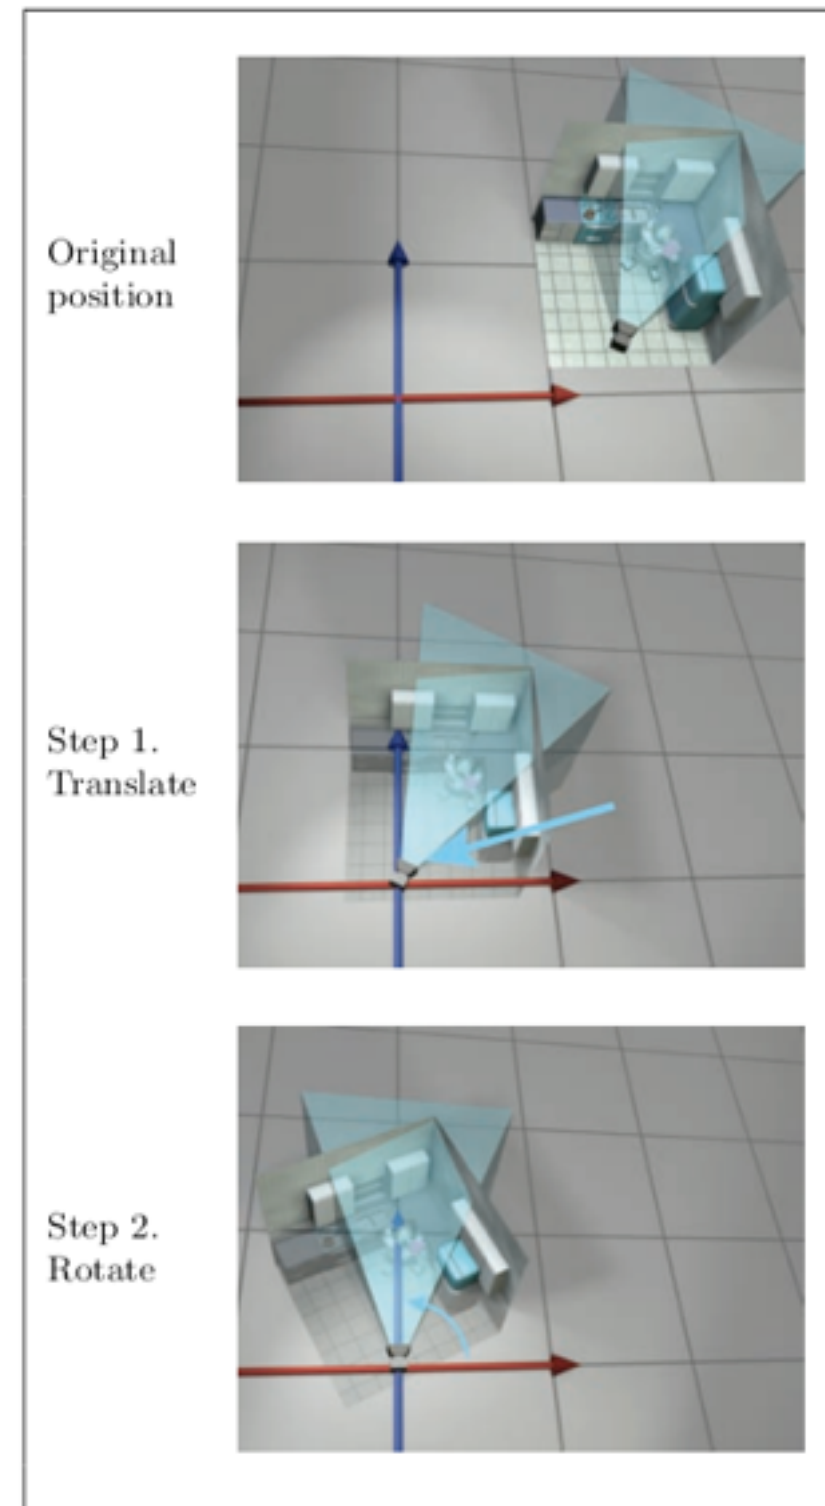 Original
position
Step 1.
Translate
Step 2.
Rotate